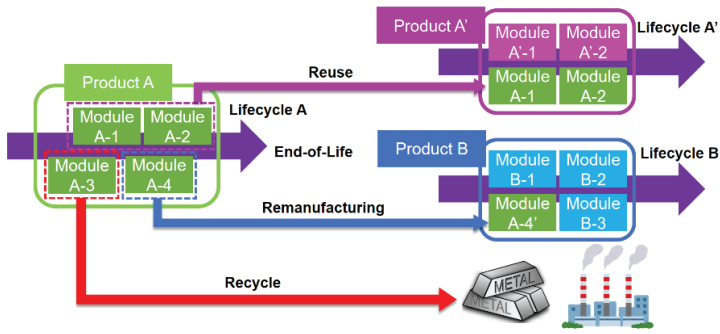 Product A
Module
A-1
Module
A-2
Module
A-3
Module
A-4
Lifecycle A
End-of-Life
Reuse
Remanufacturing
Recycle
Product A’
Module
A’-1
Module
A’-2
Module
A-1
Module
A-2
Lifecycle A’
Product B
Module
B-1
Module
B-2
Module
A-4’
Module
B-3
Lifecycle B
METAL
METAL